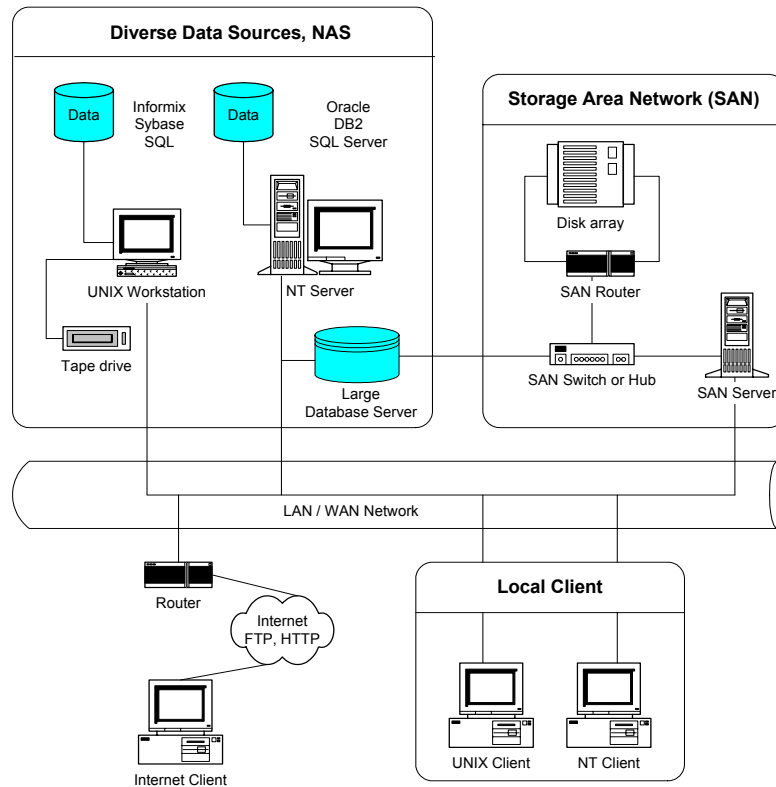 Diverse Data Sources, NAS
Data
Informix
Sybase
SQL
Data
Oracle
DB2
SQL Server
UNIX Workstation
NT Server
Tape drive
Large
Database Server
Storage Area Network (SAN)
Disk array
SAN Router
SAN Switch or Hub
SAN Server
LAN / WAN Network
Router
Internet
FTP, HTTP
Internet Client
Local Client
UNIX Client
NT Client